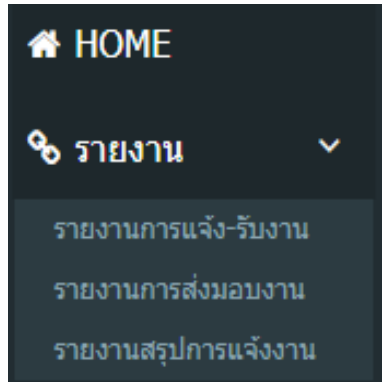 HOME
รายงาน
รายงานการแจ้ง-รับงาน
รายงานการส่งมอบงาน
รายงานสรุปการแจ้งงาน